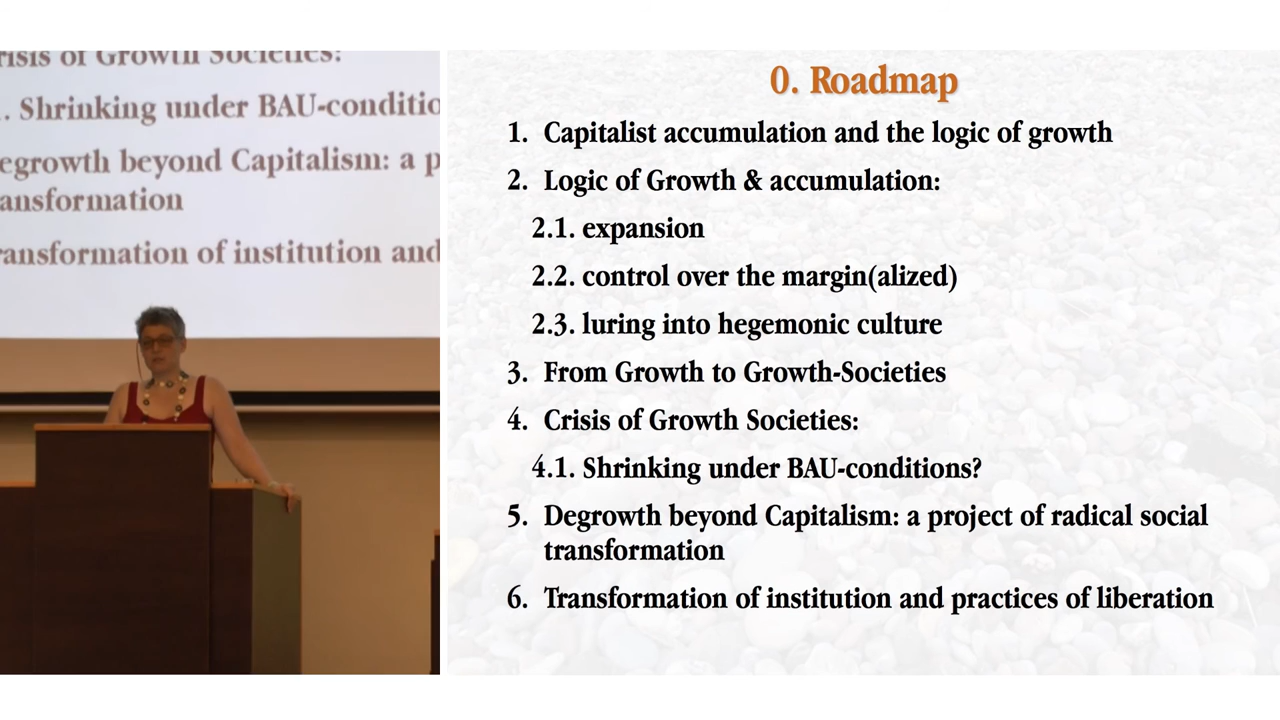 risis of Growth Societies:
. Shrinking under BAU-conditio
egrowth beyond Capitalism: a p
ansformation
ransformation of institution and
0. Roadmap
1. Capitalist accumulation and the logic of growth
2. Logic of Growth & accumulation:
2.1. expansion
2.2. control over the margin(alized)
2.3. luring into hegemonic culture
3. From Growth to Growth-Societies
4. Crisis of Growth Societies:
4.1. Shrinking under BAU-conditions?
5. Degrowth beyond Capitalism: a project of radical social
transformation
6. Transformation of institution and practices of liberation